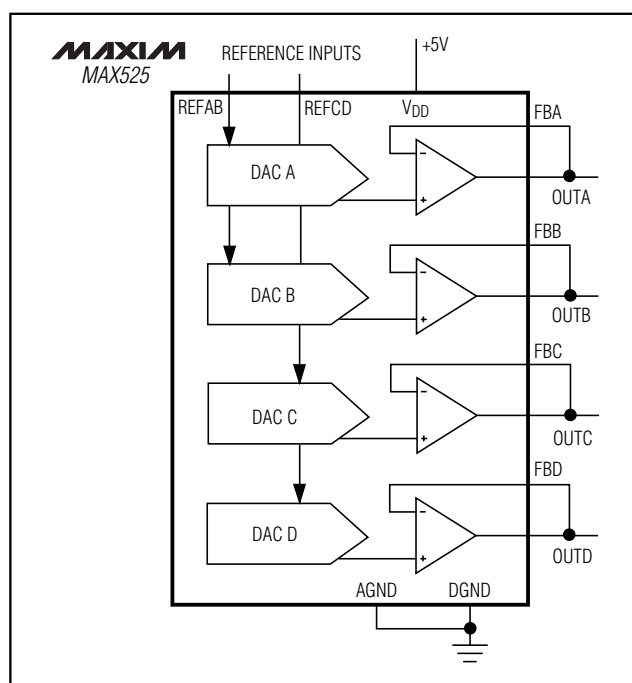 MAXIM
MAX525
REFERENCE INPUTS
+5V
REFAB
REFCD
VDD
FBA
DAC A
-
+
OUTA
FBB
DAC B
-
+
OUTB
FBC
DAC C
-
+
OUTC
FBD
DAC D
-
+
OUTD
AGND
DGND